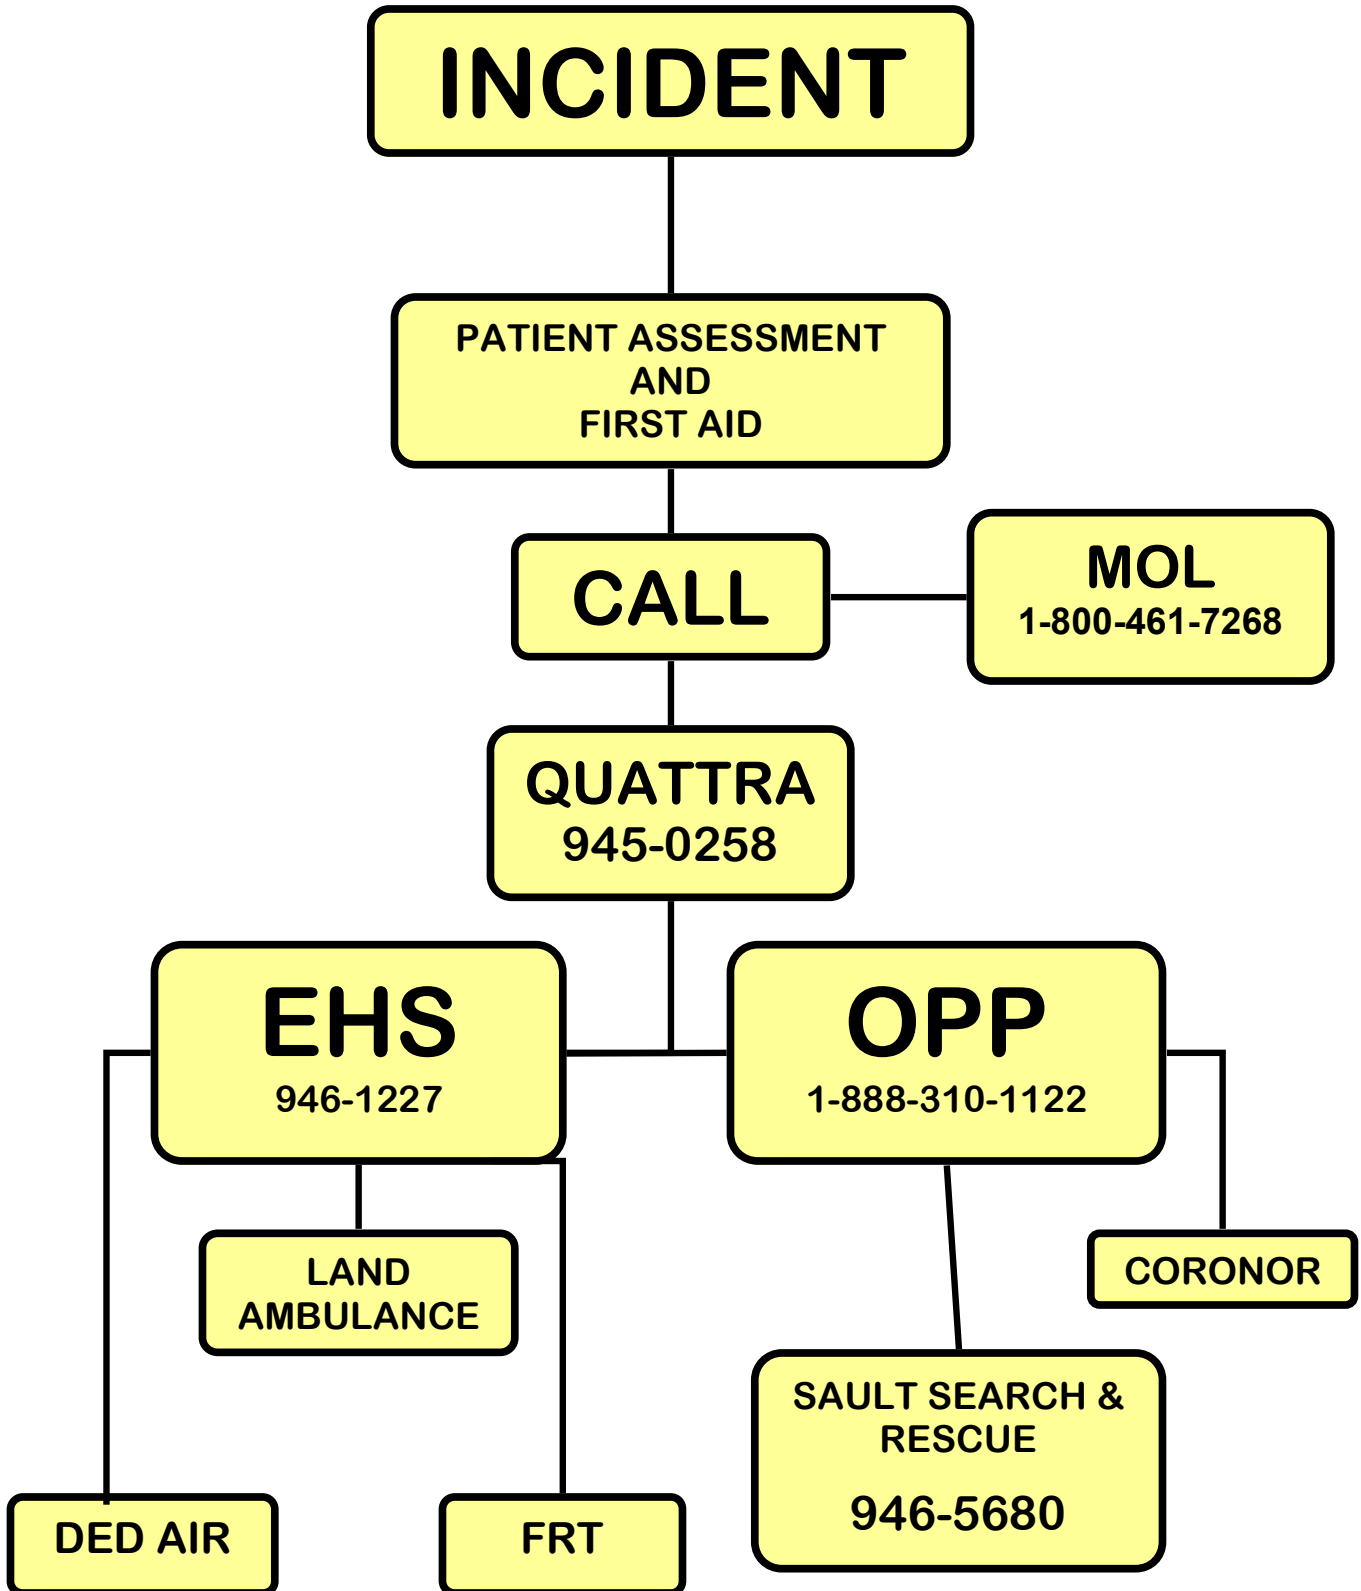 INCIDENT
PATIENT ASSESSMENT
AND
FIRST AID
CALL
MOL
1-800-461-7268
QUATTRA
945-0258
EHS
946-1227
OPP
1-888-310-1122
LAND
AMBULANCE
CORONOR
SAULT SEARCH &
RESCUE
946-5680
DED AIR
FRT